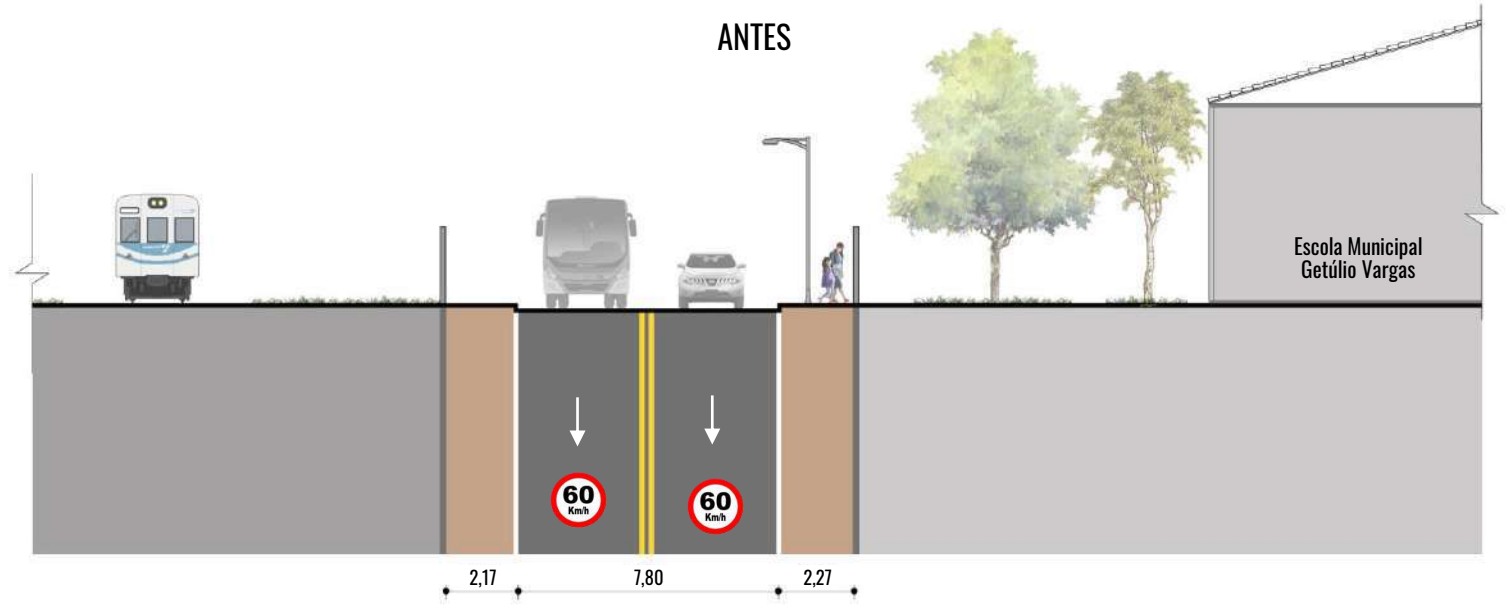 ANTES
Escola Municipal
Getúlio Vargas
60
Km/h
60
Km/h
2,17
7,80
2,27